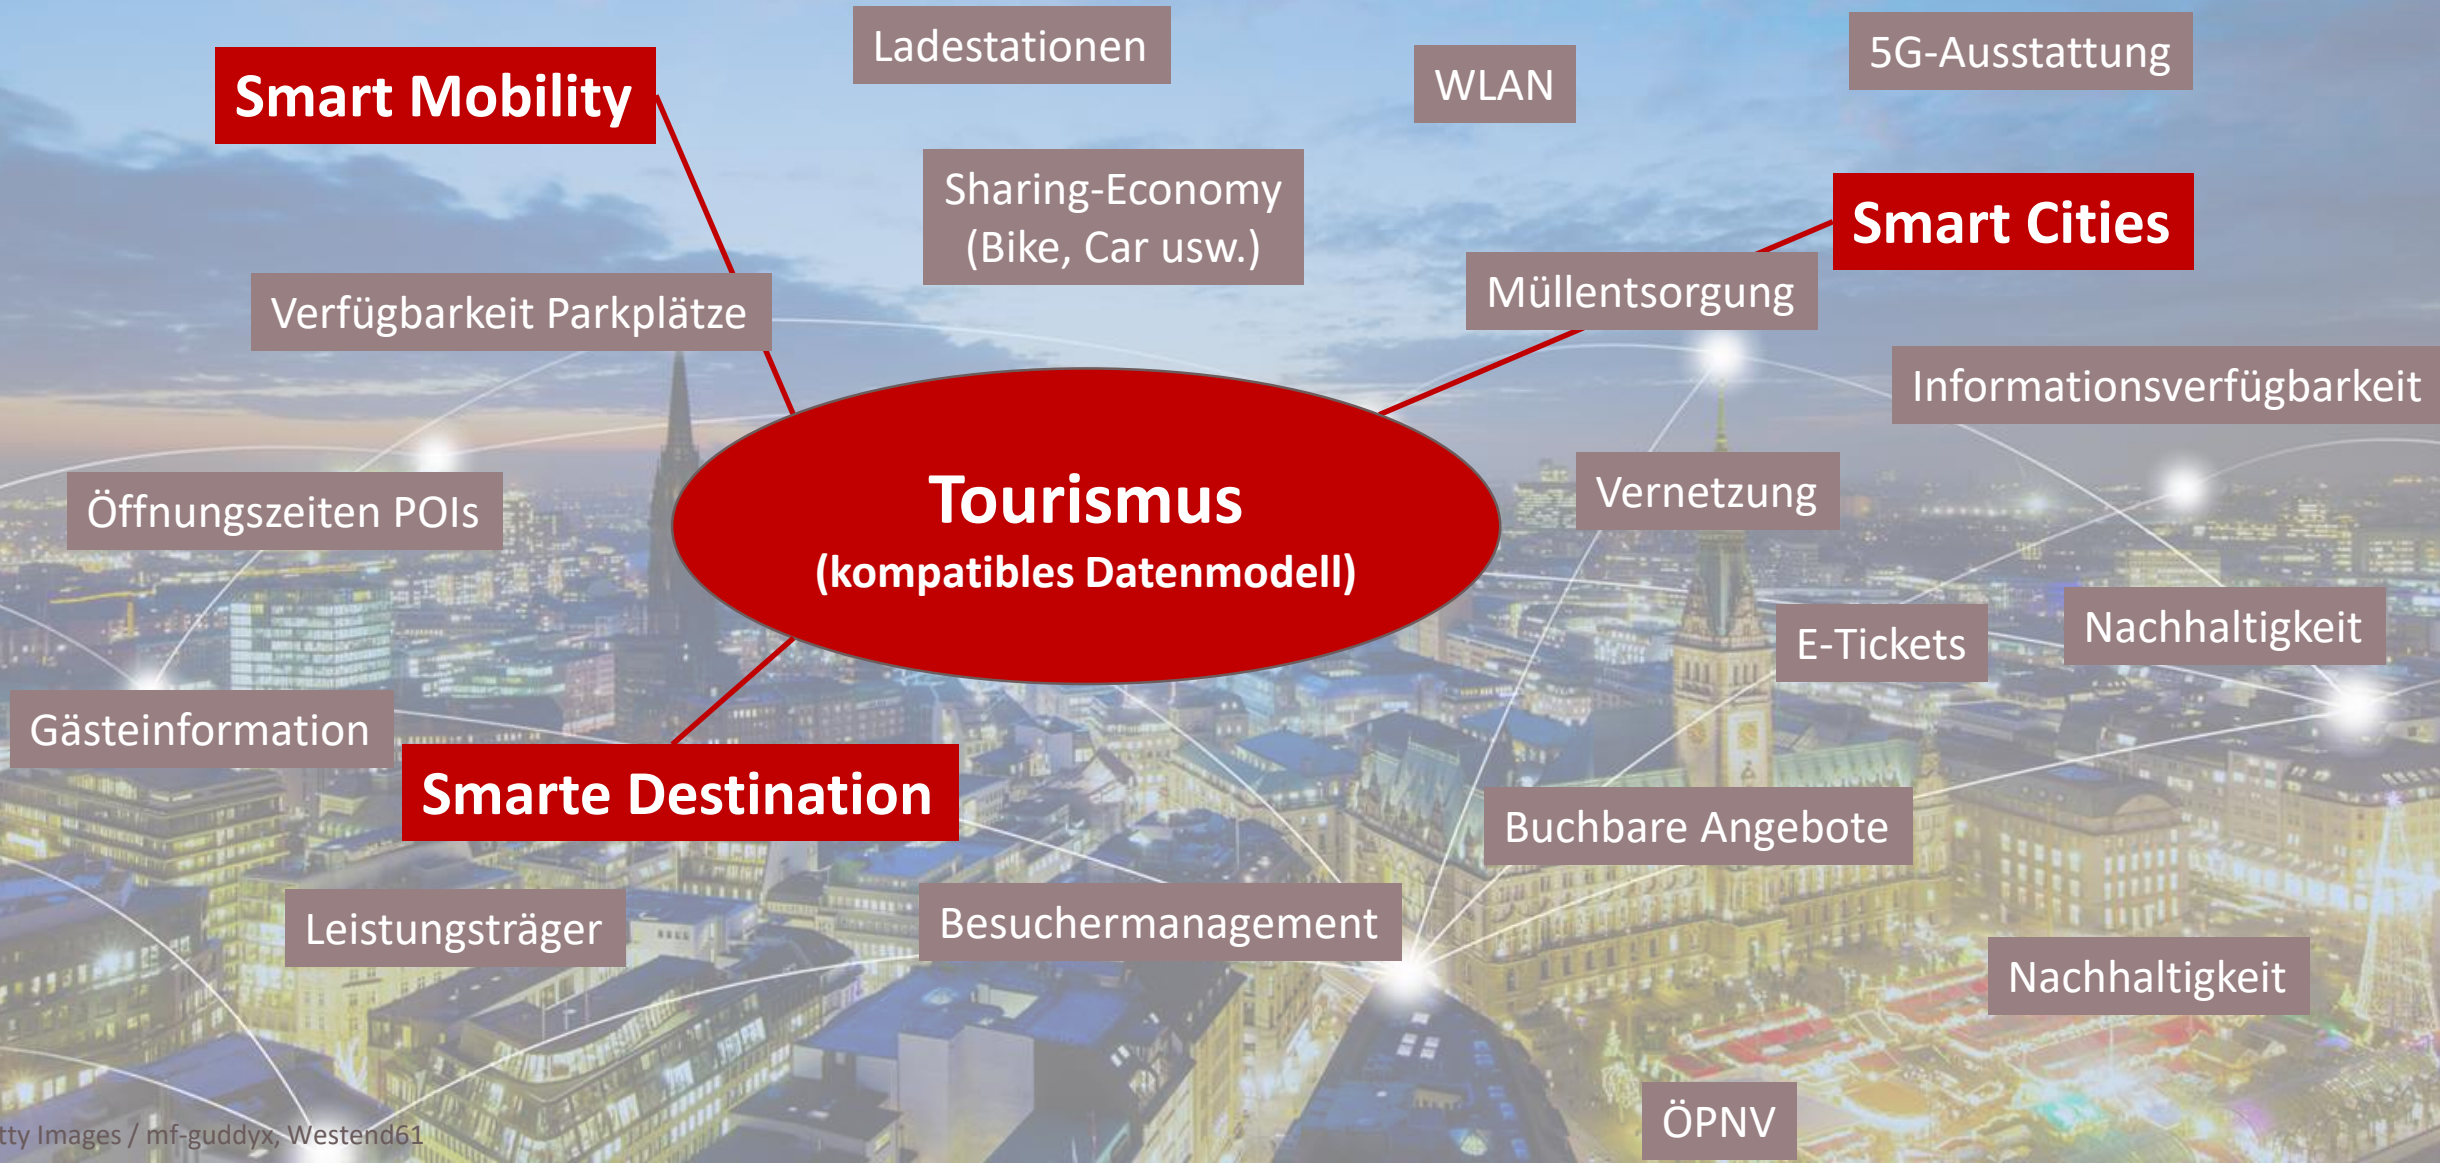 Ladestationen
5G-Ausstattung
Smart Mobility
WLAN
Sharing-Economy
(Bike, Car usw.)
Smart Cities
Verfügbarkeit Parkplätze
Müllentsorgung
Informationsverfügbarkeit
Öffnungszeiten POIs
Tourismus
(kompatibles Datenmodell)
Vernetzung
E-Tickets
Nachhaltigkeit
Gästeinformation
Smarte Destination
Buchbare Angebote
Leistungsträger
Besuchermanagement
Nachhaltigkeit
ÖPNV
tty Images / mf-guddyx, Westend61